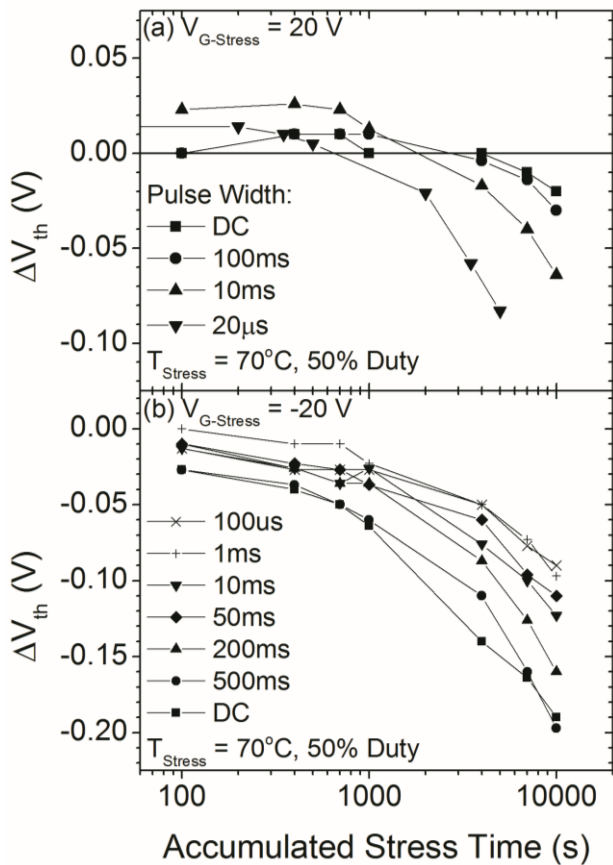 (a) V_G-Stress = 20 V
0.05
0.00
-0.05
-0.10
ΔV_th (V)
Pulse Width:
DC
100ms
10ms
20µs
T_Stress = 70°C, 50% Duty
(b) V_G-Stress = -20 V
0.00
-0.05
-0.10
-0.15
-0.20
ΔV_th (V)
100us
1ms
10ms
50ms
200ms
500ms
DC
T_Stress = 70°C, 50% Duty
100 1000 10000
Accumulated Stress Time (s)